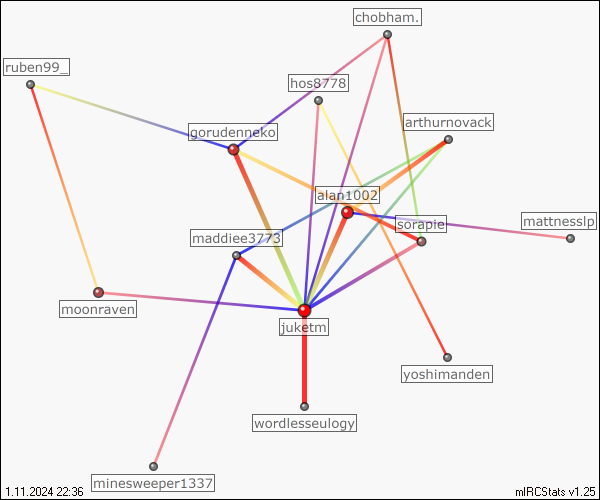 chobham.
ruben99_
hos8778
arthurnovack
gorudenneko
alan1002
mattnesslp
sorapie
maddiee3773
moonraven
juketm
yoshimanden
wordlesseulogy
minesweeper1337
1.11.2024 22:36
mIRCStats v1.25